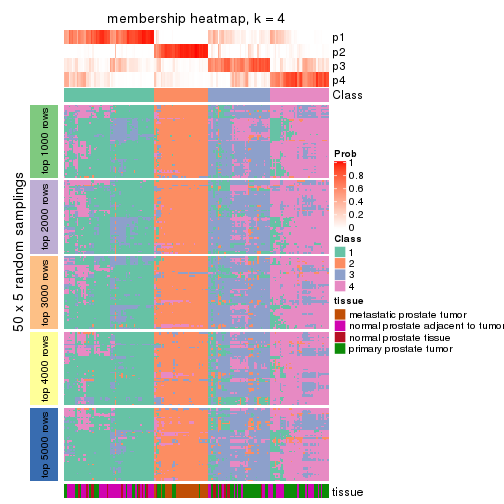 membership heatmap, k = 4
p1
p2
p3
p4
Class
50 x 5 random samplings
top 1000 rows
top 2000 rows
top 3000 rows
top 4000 rows
top 5000 rows
Prob
1
0.8
0.6
0.4
0.2
0
Class
1
2
3
4
tissue
metastatic prostate tumor
normal prostate adjacent to tumor
normal prostate tissue
primary prostate tumor
tissue